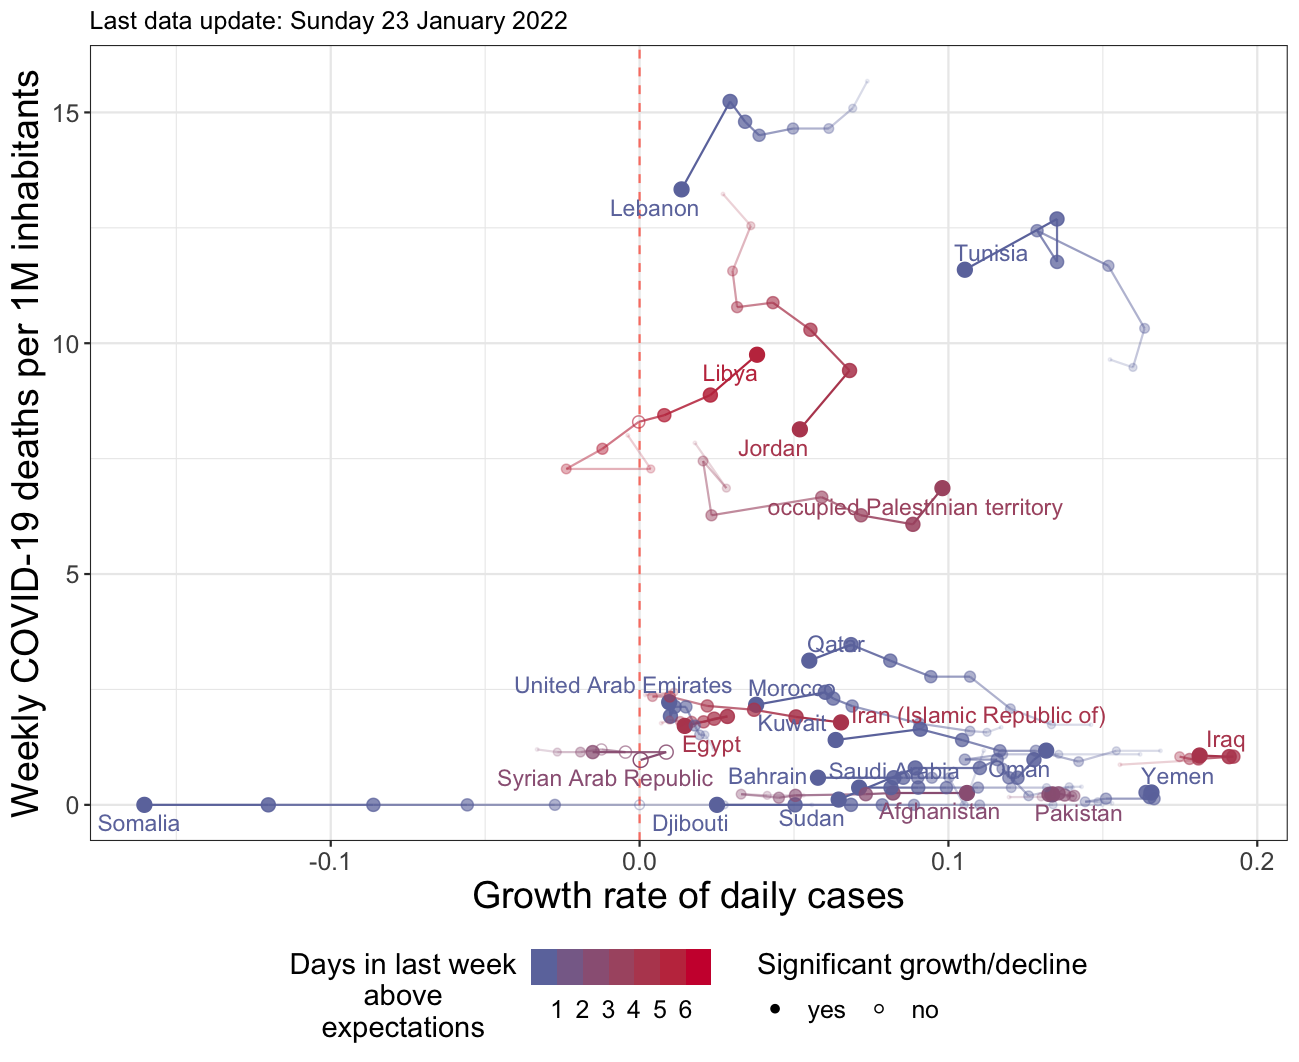 Last data update: Sunday 23 January 2022
Weekly COVID-19 deaths per 1M inhabitants
15
10
5
0
Lebanon
Tunisia
Libya
Jordan
occupied Palestinian territory
Qatar
United Arab Emirates
Morocco
Kuwait
Iran (Islamic Republic of)
Egypt
Iraq
Syrian Arab Republic
Bahrain
Saudi Arabia
Oman
Yemen
Somalia
Djibouti
Sudan
Afghanistan
Pakistan
-0.1
0.0
0.1
0.2
Growth rate of daily cases
Days in last week
above
expectations
1 2 3 4 5 6
Significant growth/decline
yes
no